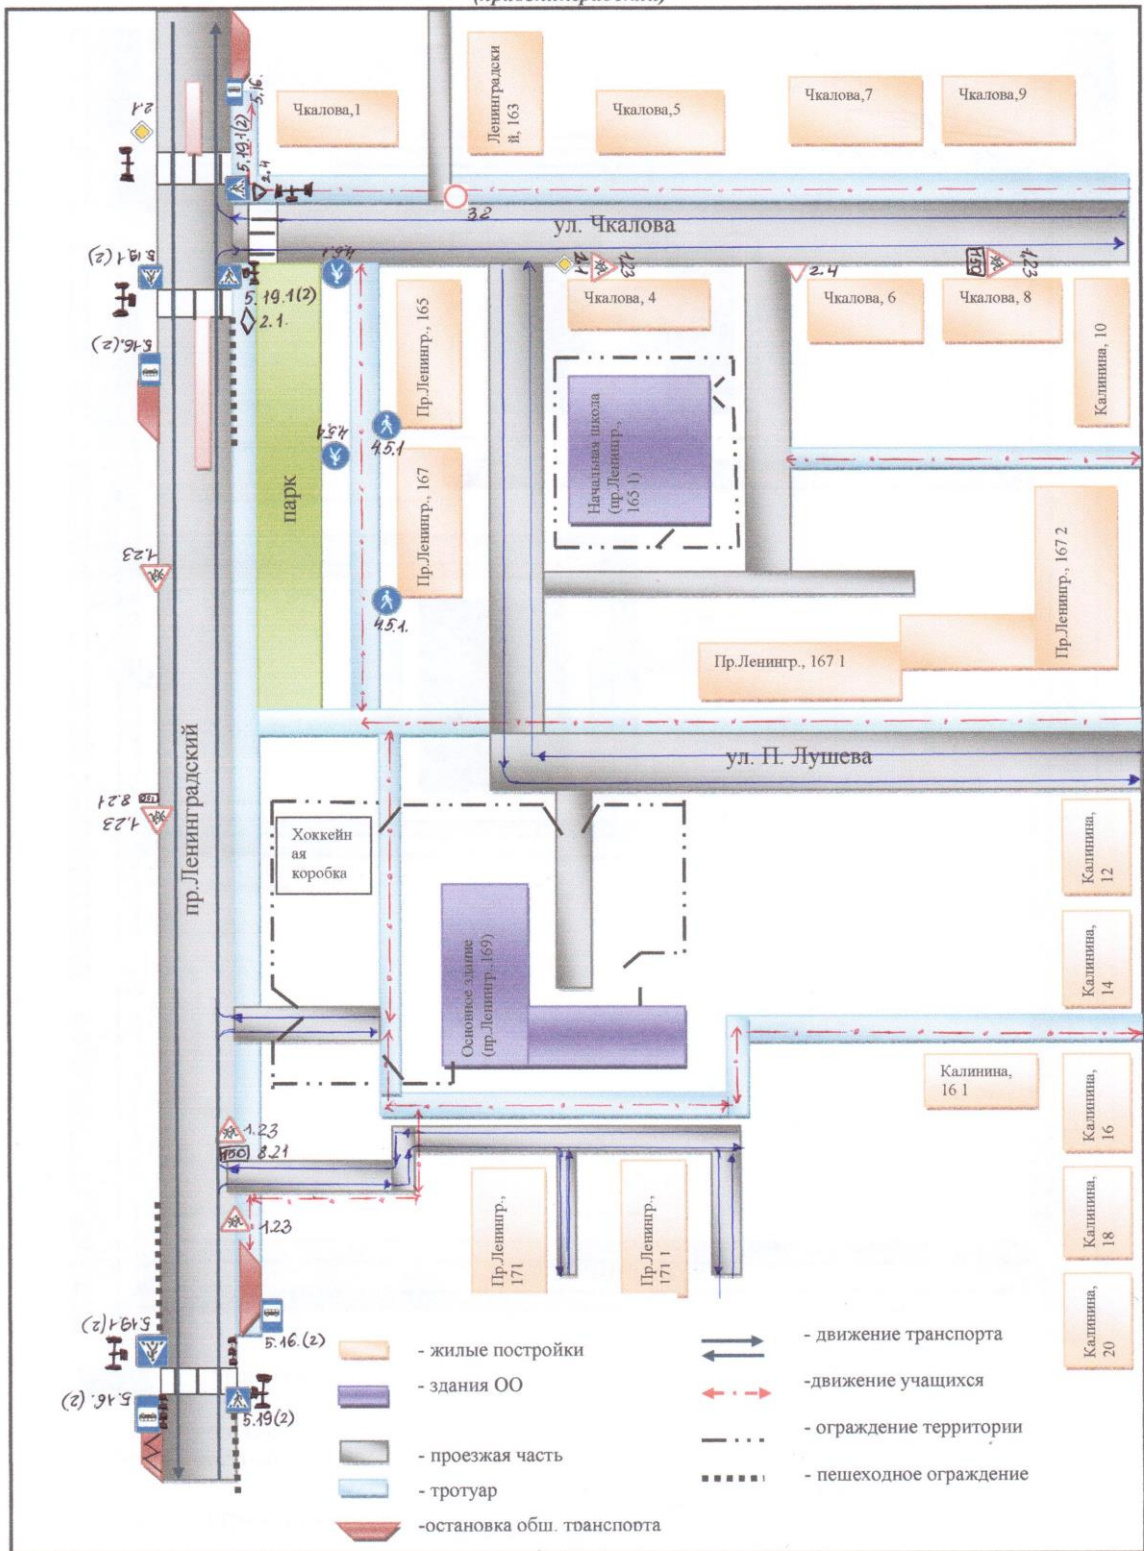 2.1
5.16.
5.19.1(2)
2.4
Чкалова,1
Ленинградски
й, 163
Чкалова,5
Чкалова,7
Чкалова,9
3.8
ул. Чкалова
5.19.1(2)
4.5.1
2.1
1.23
2.4
150
1.23
5.19.1(2)
2.1.
5.16.(2)
Чкалова, 4
Чкалова, 6
Чкалова, 8
Калинина, 10
Пр.Ленингр., 165
4.5.1
4.5.1
парк
Начальная школа
(пр.Ленингр.,
165 1)
Пр.Ленингр., 167
1.23
4.5.1.
Пр.Ленингр., 167 2
Пр.Ленингр., 167 1
пр.Ленинградский
ул. П. Лушева
8.21
1.23
Хоккейн
ая
коробка
Калинина,
12
Основное здание
(пр.Ленингр.,169)
Калинина,
14
Калинина,
16 1
Калинина,
16
1.23
150 8.21
1.23
Пр.Ленингр.,
171
Пр.Ленингр.,
171 1
Калинина,
18
Калинина,
20
5.19.1(2)
5.16.(2)
5.16.(2)
5.19(2)
- жилые постройки
- здания ОО
- проезжая часть
- тротуар
-остановка общ. транспорта
- движение транспорта
-движение учащихся
- ограждение территории
- пешеходное ограждение